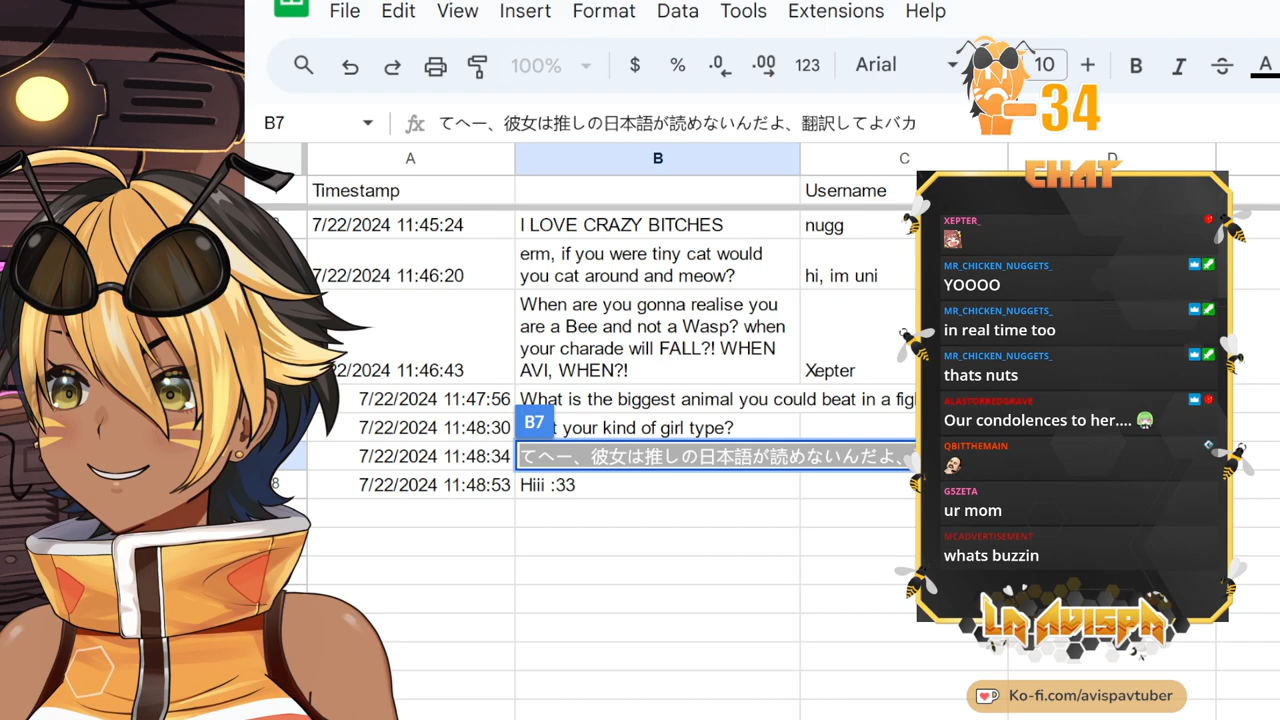 File Edit View Insert Format Data Tools Extensions Help
100% $ % .0 .00 123 Arial 10 + B I S A
-34
B7 fx てへー、彼女は推しの日本語が読めないんだよ、翻訳してよバカ
A B C D
Timestamp Username
7/22/2024 11:45:24 I LOVE CRAZY BITCHES nugg
erm, if you were tiny cat would
7/22/2024 11:46:20 you cat around and meow? hi, im uni
When are you gonna realise you
are a Bee and not a Wasp? when
your charade will FALL?! WHEN
/22/2024 11:46:43 AVI, WHEN?! Xepter
7/22/2024 11:47:56 What is the biggest animal you could beat in a fig
7/22/2024 11:48:30 t your kind of girl type?
B7
7/22/2024 11:48:34 てへー、彼女は推しの日本語が読めないんだよ、
8 7/22/2024 11:48:53 Hiii :33
CHAT
XEPTER_
MR_CHICKEN_NUGGETS_
YOOOO
MR_CHICKEN_NUGGETS_
in real time too
MR_CHICKEN_NUGGETS_
thats nuts
ALASTORREDGRAVE
Our condolences to her....
QBITTHEMAIN
G5ZETA
ur mom
MCADVERTISEMENT
whats buzzin
LA AVISPA
Ko-fi.com/avispavtuber